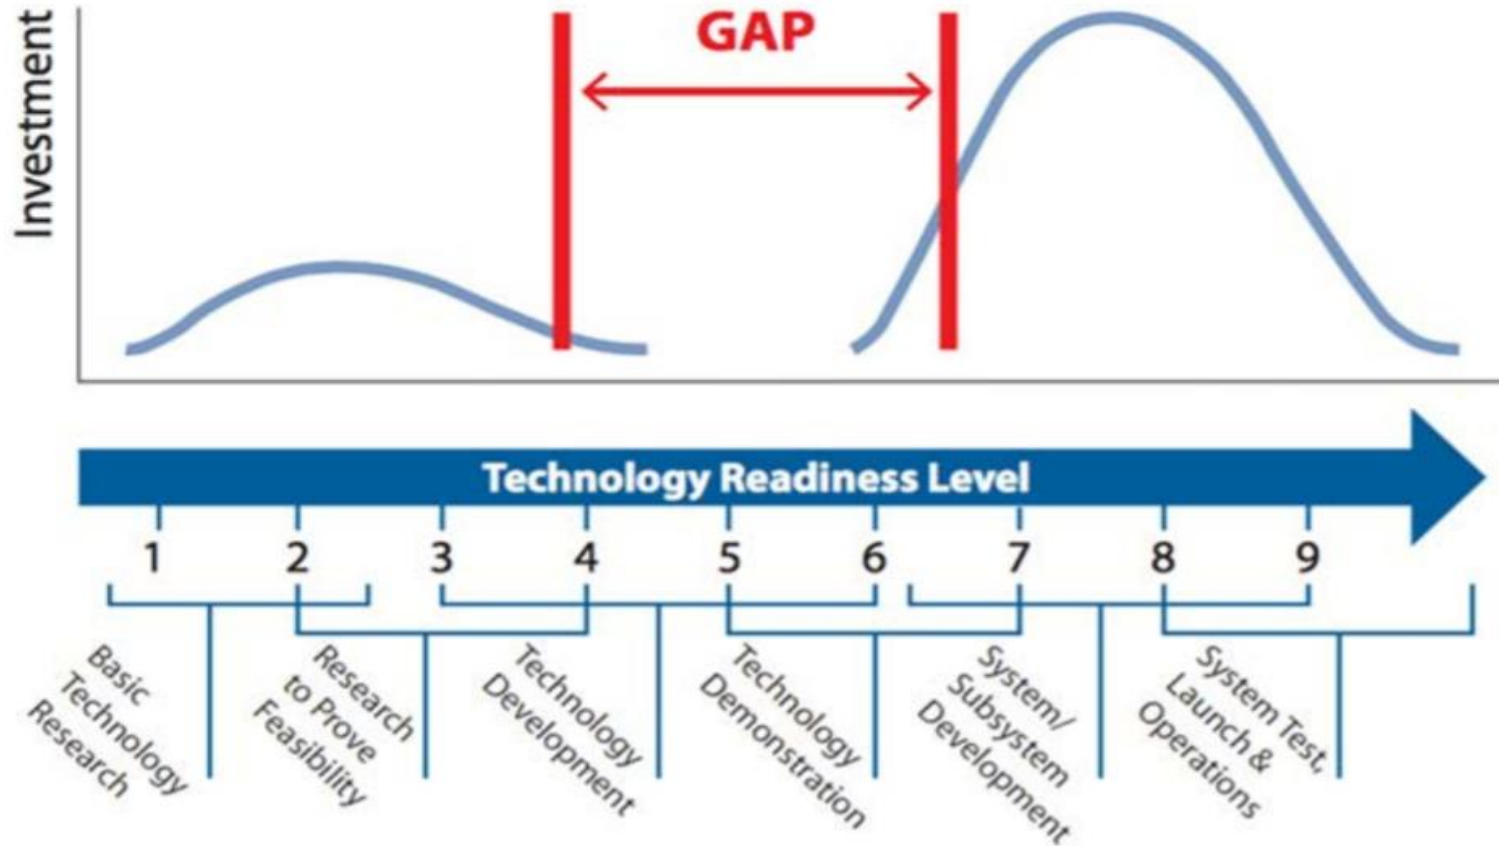 GAP
Investment
Technology Readiness Level
1 2 3 4 5 6 7 8 9
Basic
Technology
Research
Research
to Prove
Feasibility
Technology
Development
Technology
Demonstration
System/
Subsystem
Development
System Test,
Launch &
Operations